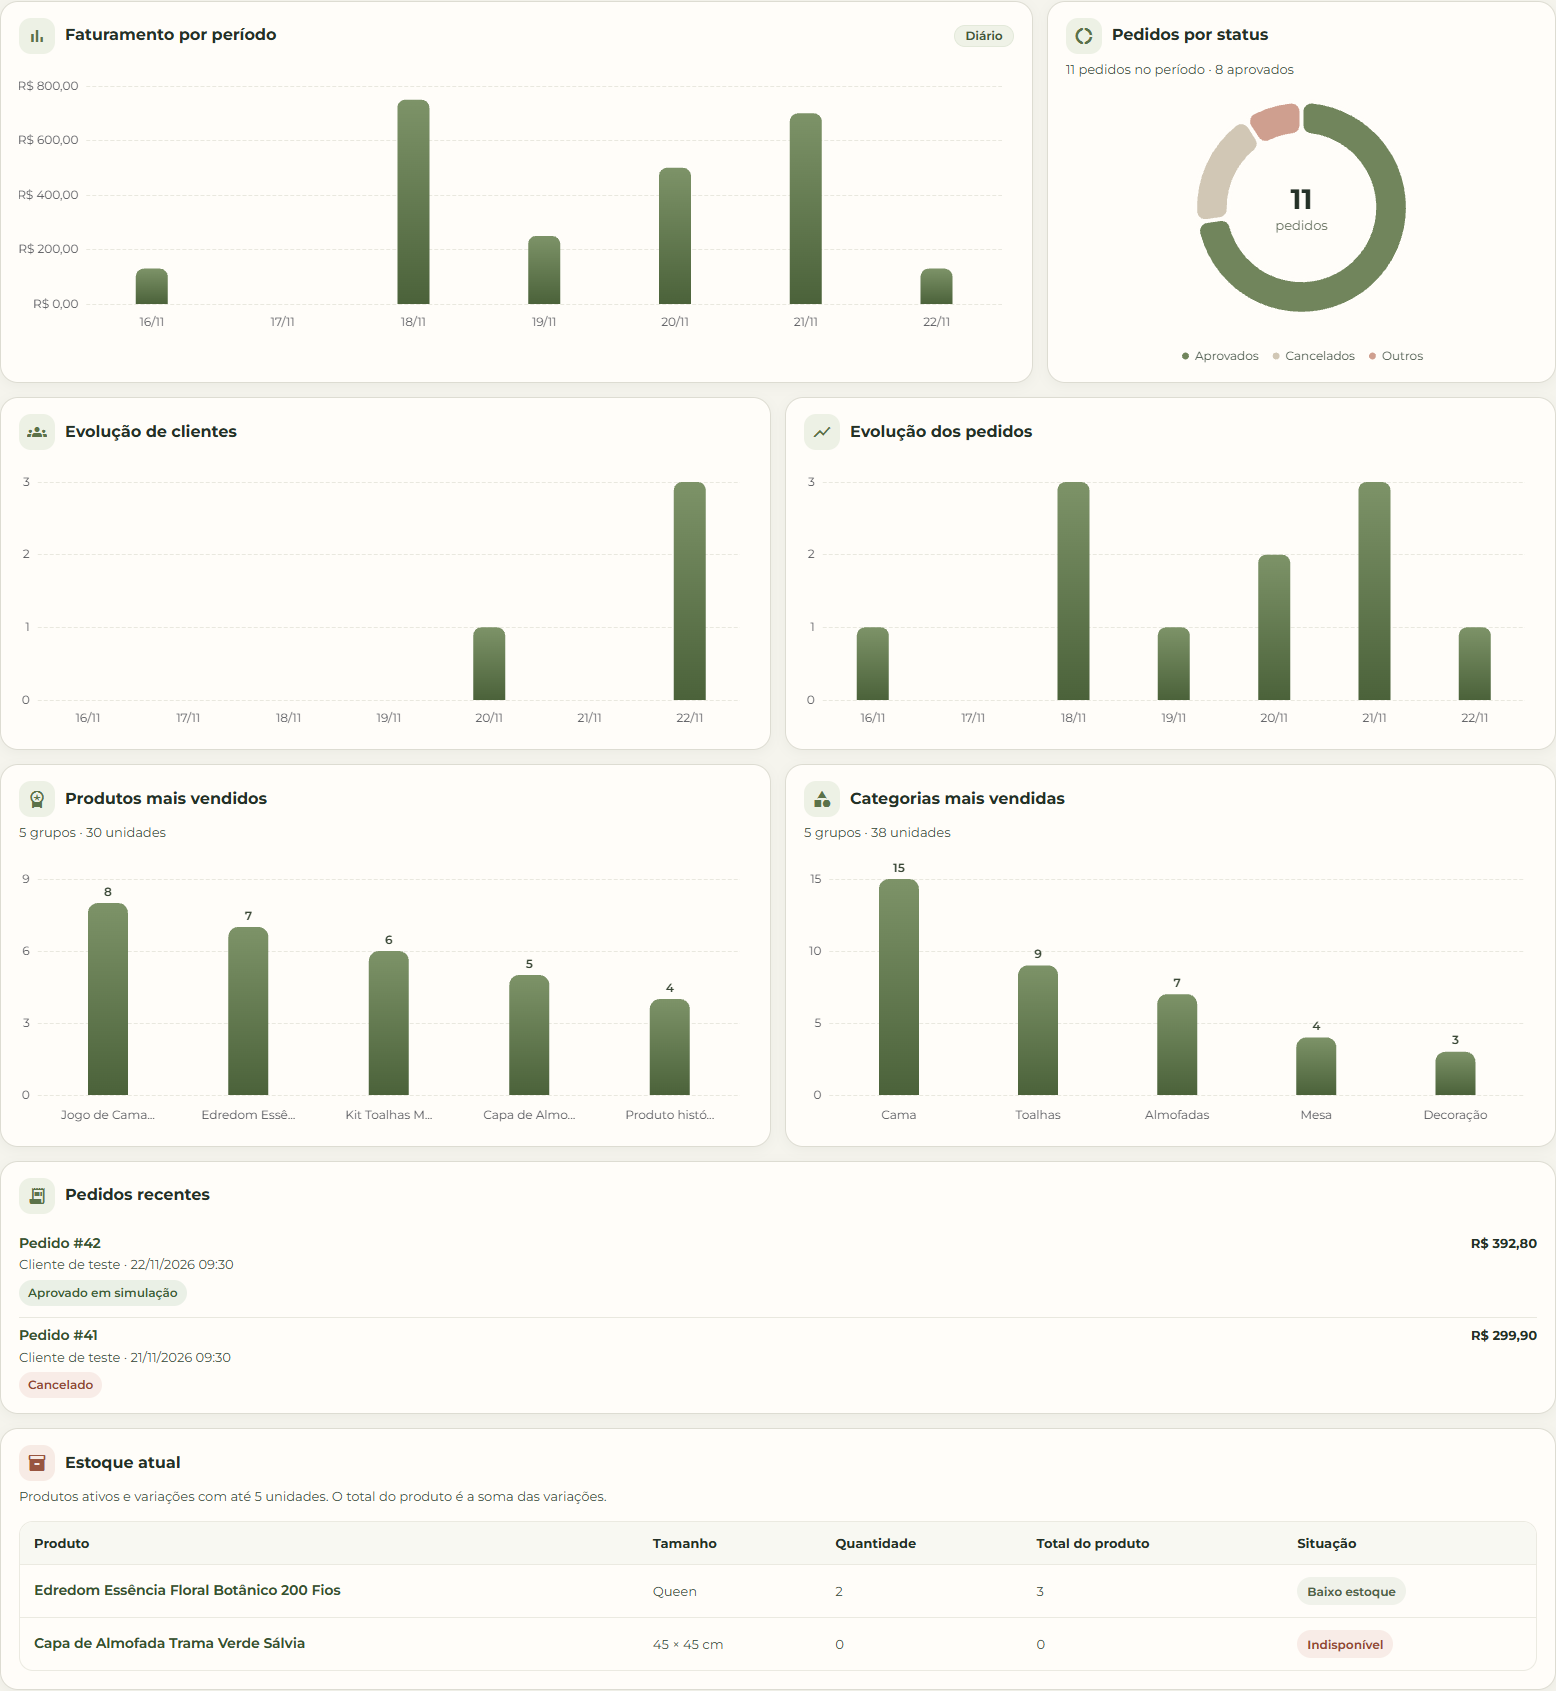 Faturamento por período
Diário
R$ 800,00
R$ 600,00
R$ 400,00
R$ 200,00
R$ 0,00
16/11 17/11 18/11 19/11 20/11 21/11 22/11
Pedidos por status
11 pedidos no período · 8 aprovados
11
pedidos
Aprovados Cancelados Outros
Evolução de clientes
3
2
1
0
16/11 17/11 18/11 19/11 20/11 21/11 22/11
Evolução dos pedidos
3
2
1
0
16/11 17/11 18/11 19/11 20/11 21/11 22/11
Produtos mais vendidos
5 grupos · 30 unidades
9
6
3
0
8 7 6 5 4
Jogo de Cama... Edredom Essê... Kit Toalhas M... Capa de Almo... Produto histó...
Categorias mais vendidas
5 grupos · 38 unidades
15
10
5
0
15 9 7 4 3
Cama Toalhas Almofadas Mesa Decoração
Pedidos recentes
Pedido #42 R$ 392,80
Cliente de teste · 22/11/2026 09:30
Aprovado em simulação
Pedido #41 R$ 299,90
Cliente de teste · 21/11/2026 09:30
Cancelado
Estoque atual
Produtos ativos e variações com até 5 unidades. O total do produto é a soma das variações.
Produto Tamanho Quantidade Total do produto Situação
Edredom Essência Floral Botânico 200 Fios Queen 2 3 Baixo estoque
Capa de Almofada Trama Verde Sálvia 45 × 45 cm 0 0 Indisponível